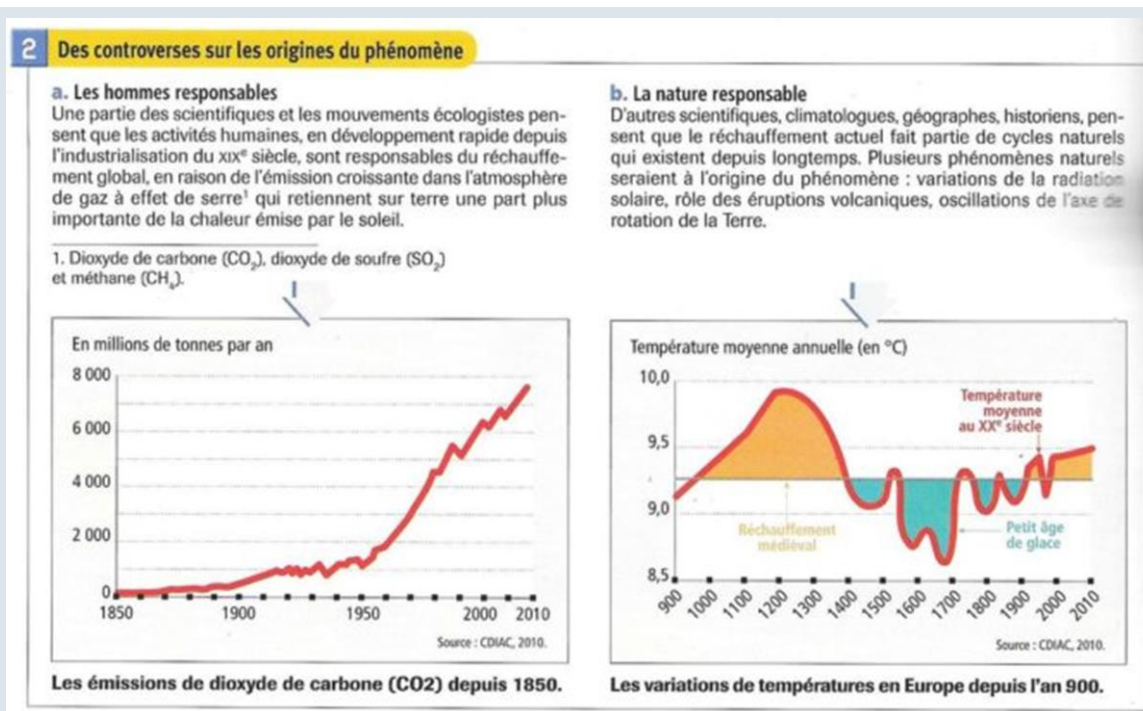 2 Des controverses sur les origines du phénomène
a. Les hommes responsables
Une partie des scientifiques et les mouvements écologistes pen-
sent que les activités humaines, en développement rapide depuis
l'industrialisation du XIXe siècle, sont responsables du réchauffe-
ment global, en raison de l'émission croissante dans l'atmosphère
de gaz à effet de serre¹ qui retiennent sur terre une part plus
importante de la chaleur émise par le soleil.
1. Dioxyde de carbone (CO₂), dioxyde de soufre (SO₂)
et méthane (CH₄).
En millions de tonnes par an
8 000
6 000
4 000
2 000
0
1850 1900 1950 2000 2010
Source : CDIAC, 2010.
Les émissions de dioxyde de carbone (CO2) depuis 1850.
b. La nature responsable
D'autres scientifiques, climatologues, géographes, historiens, pen-
sent que le réchauffement actuel fait partie de cycles naturels
qui existent depuis longtemps. Plusieurs phénomènes naturels
seraient à l'origine du phénomène : variations de la radiation
solaire, rôle des éruptions volcaniques, oscillations de l'axe de
rotation de la Terre.
Température moyenne annuelle (en °C)
10,0
9,5
9,0
8,5
Température
moyenne
au XXe siècle
Réchauffement
médiéval
Petit âge
de glace
900 1000 1100 1200 1300 1400 1500 1600 1700 1800 1900 2000 2010
Source : CDIAC, 2010.
Les variations de températures en Europe depuis l'an 900.